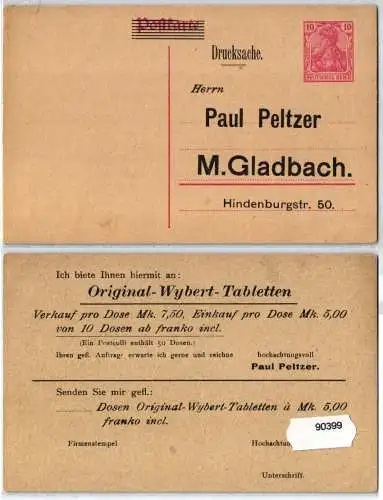 Postkarte
10 10
DEUTSCHES REICH
Drucksache.
Herrn
Paul Peltzer
M.Gladbach.
Hindenburgstr. 50.
Ich biete Ihnen hiermit an:
Original-Wybert-Tabletten
Verkauf pro Dose Mk. 7,50, Einkauf pro Dose Mk. 5,00
von 10 Dosen ab franko incl.
(Ein Postcolli enthält 50 Dosen.)
Ihren gefl. Aufträgen erwarte ich gerne und zeichne hochachtungsvoll
Paul Peltzer.
Senden Sie mir gefl.:
Dosen Original-Wybert-Tabletten à Mk. 5,00
franko incl.
Firmenstempel Hochachtun
90399
Unterschrift.